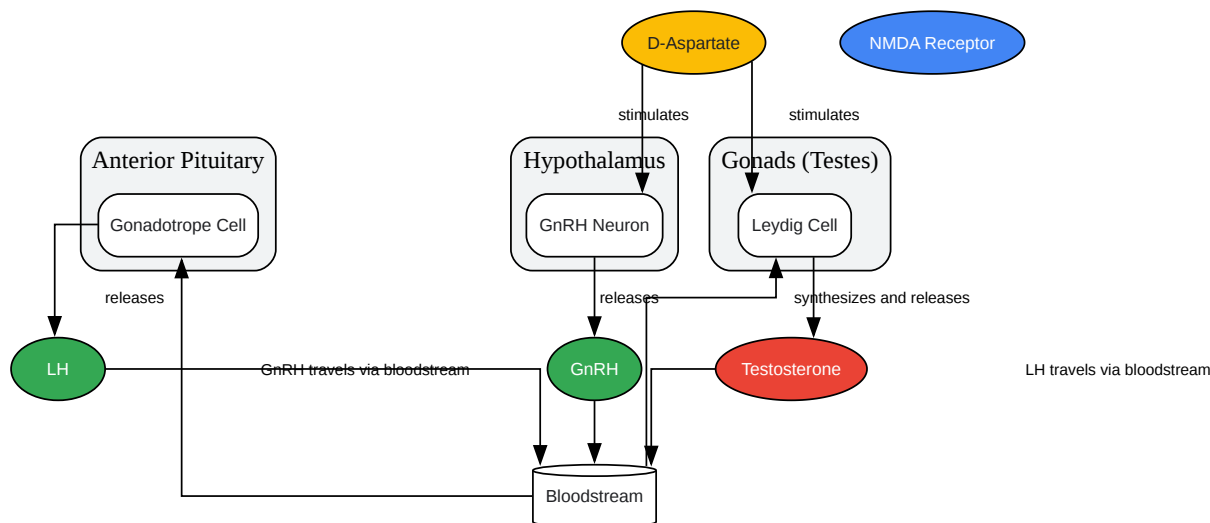 D-Aspartate
NMDA Receptor
stimulates
stimulates
Anterior Pituitary
Hypothalamus
Gonads (Testes)
Gonadotrope Cell
GnRH Neuron
Leydig Cell
releases
releases
synthesizes and releases
LH
GnRH travels via bloodstream
GnRH
Testosterone
LH travels via bloodstream
Bloodstream